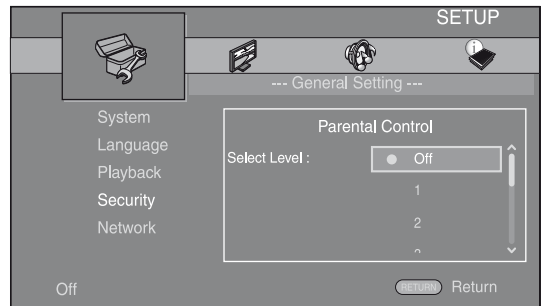 SETUP
--- General Setting ---
System
Language
Playback
Security
Network
Parental Control
Select Level :
Off
1
2
Off
RETURN Return